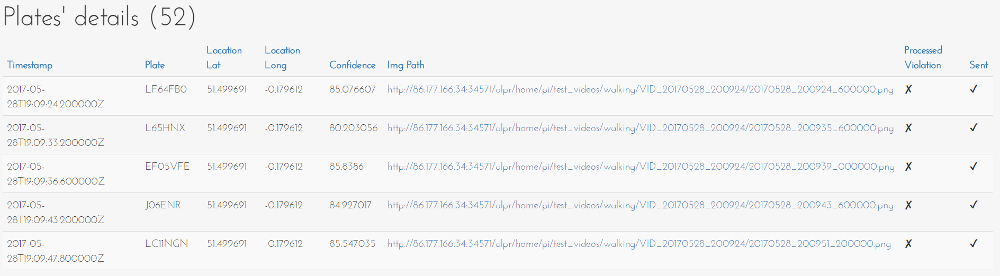 Plates' details (52)
Timestamp Plate Location Lat Location Long Confidence Img Path Processed Violation Sent
2017-05-28T19:09:24.200000Z LF64FB0 51.499691 -0.179612 85.076607 http://86.177.166.34:34571/alpr/home/pi/test_videos/walking/VID_20170528_200924/20170528_200924_600000.png ✗ ✓
2017-05-28T19:09:33.200000Z L65HNX 51.499691 -0.179612 80.203056 http://86.177.166.34:34571/alpr/home/pi/test_videos/walking/VID_20170528_200924/20170528_200935_600000.png ✗ ✓
2017-05-28T19:09:36.600000Z EF05VFE 51.499691 -0.179612 85.8386 http://86.177.166.34:34571/alpr/home/pi/test_videos/walking/VID_20170528_200924/20170528_200939_000000.png ✗ ✓
2017-05-28T19:09:43.200000Z J06ENR 51.499691 -0.179612 84.927017 http://86.177.166.34:34571/alpr/home/pi/test_videos/walking/VID_20170528_200924/20170528_200943_600000.png ✗ ✓
2017-05-28T19:09:47.800000Z LC11NGN 51.499691 -0.179612 85.547035 http://86.177.166.34:34571/alpr/home/pi/test_videos/walking/VID_20170528_200924/20170528_200951_200000.png ✗ ✓